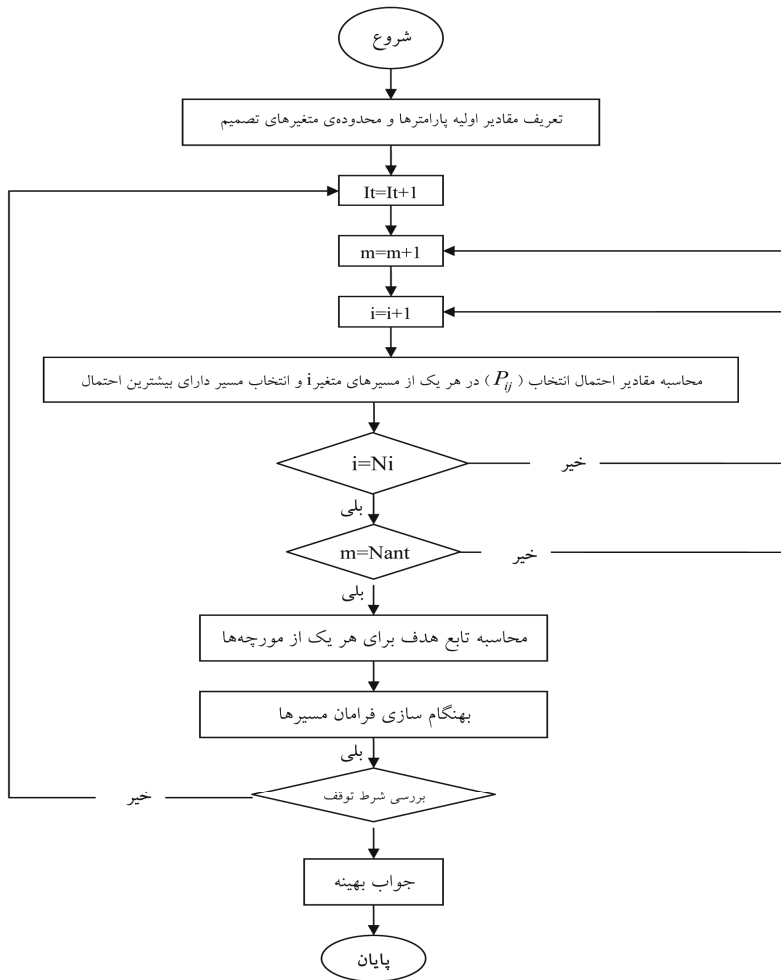 شروع
تعریف مقادیر اولیه پارامترها و محدوده‌ی متغیرهای تصمیم
It=It+1
m=m+1
i=i+1
محاسبه مقادیر احتمال انتخاب ( P_ij ) در هر یک از مسیرهای متغیر i و انتخاب مسیر دارای بیشترین احتمال
i=Ni
خیر
بلی
m=Nant
خیر
بلی
محاسبه تابع هدف برای هر یک از مورچه‌ها
بهنگام سازی فرامان مسیرها
بلی
بررسی شرط توقف
خیر
جواب بهینه
پایان